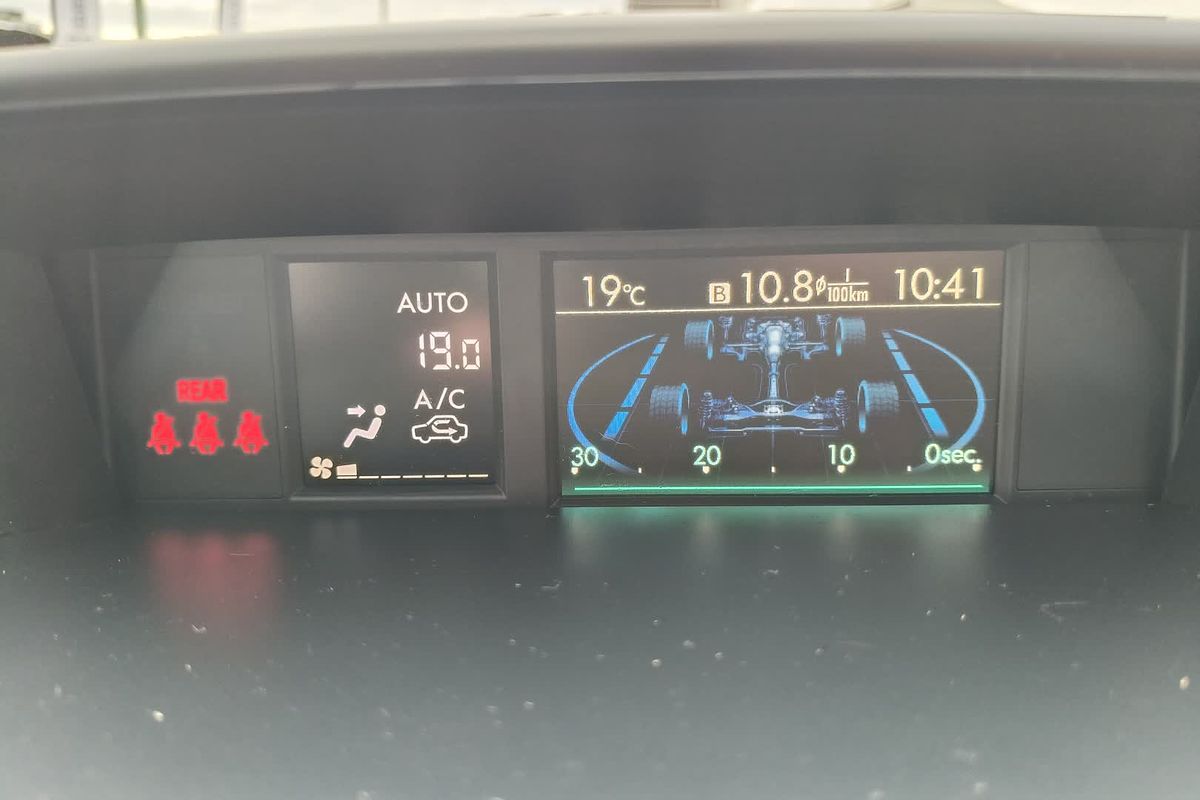 REAR
AUTO
19.0
A/C
19°C
B 10.8 ø l/100km
10:41
30 20 10 0sec.